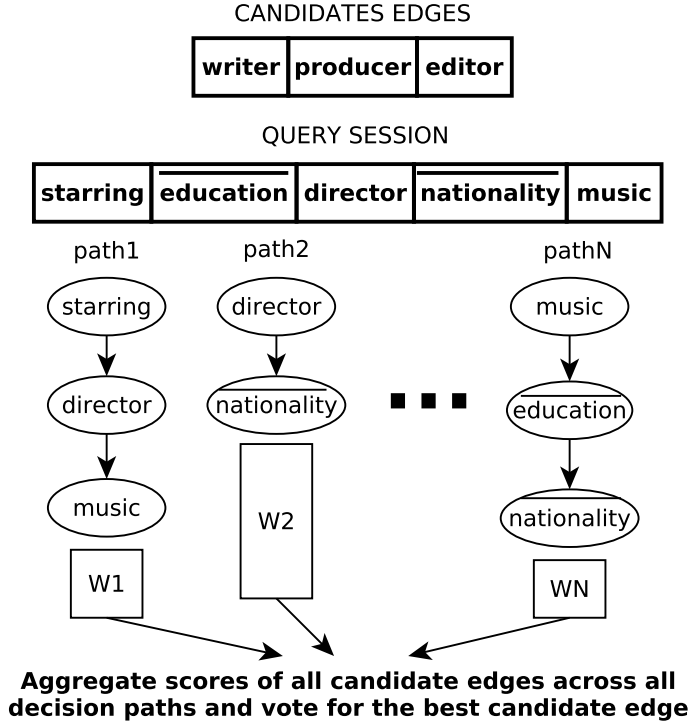 CANDIDATES EDGES
writer producer editor
QUERY SESSION
starring education director nationality music
path1 path2 pathN
starring director music
director nationality education
music nationality
W1 W2 WN
Aggregate scores of all candidate edges across all
decision paths and vote for the best candidate edge